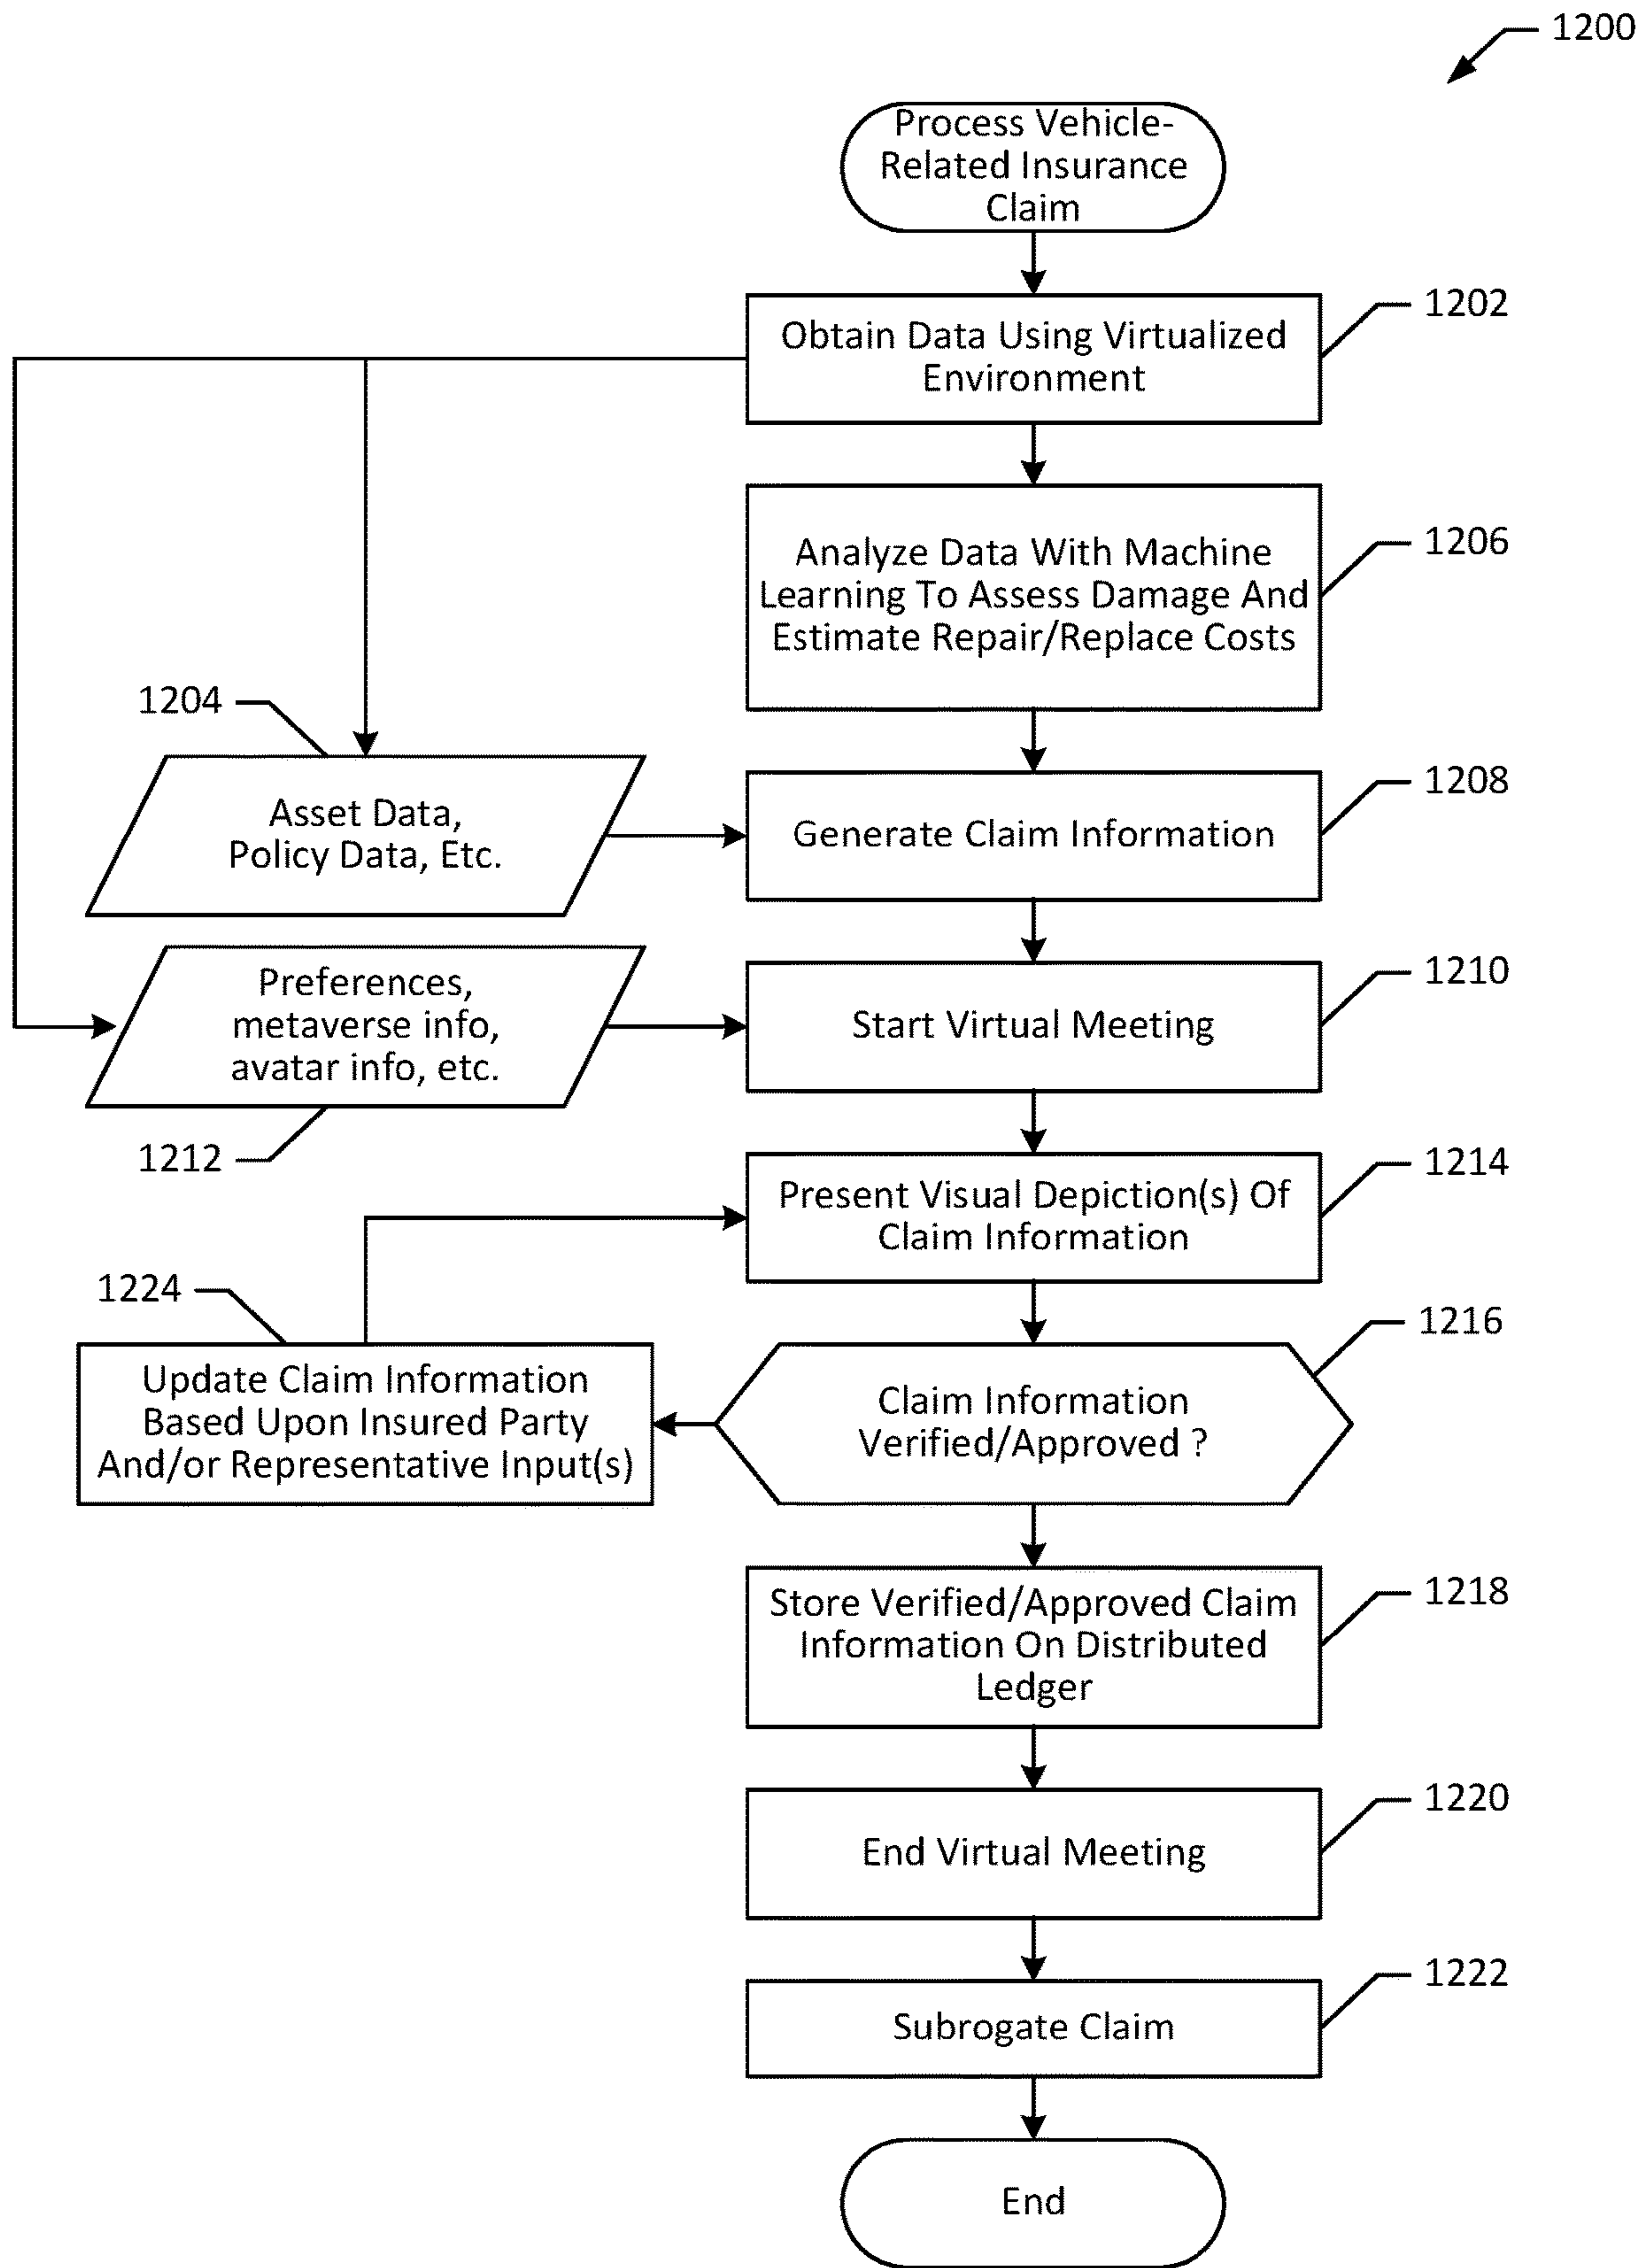 1200
Process Vehicle-
Related Insurance
Claim
1202
Obtain Data Using Virtualized
Environment
1206
Analyze Data With Machine
Learning To Assess Damage And
Estimate Repair/Replace Costs
1204
Asset Data,
Policy Data, Etc.
1208
Generate Claim Information
1210
Preferences,
metaverse info,
avatar info, etc.
Start Virtual Meeting
1212
1214
Present Visual Depiction(s) Of
Claim Information
1224
Update Claim Information
Based Upon Insured Party
And/or Representative Input(s)
1216
Claim Information
Verified/Approved ?
1218
Store Verified/Approved Claim
Information On Distributed
Ledger
1220
End Virtual Meeting
1222
Subrogate Claim
End